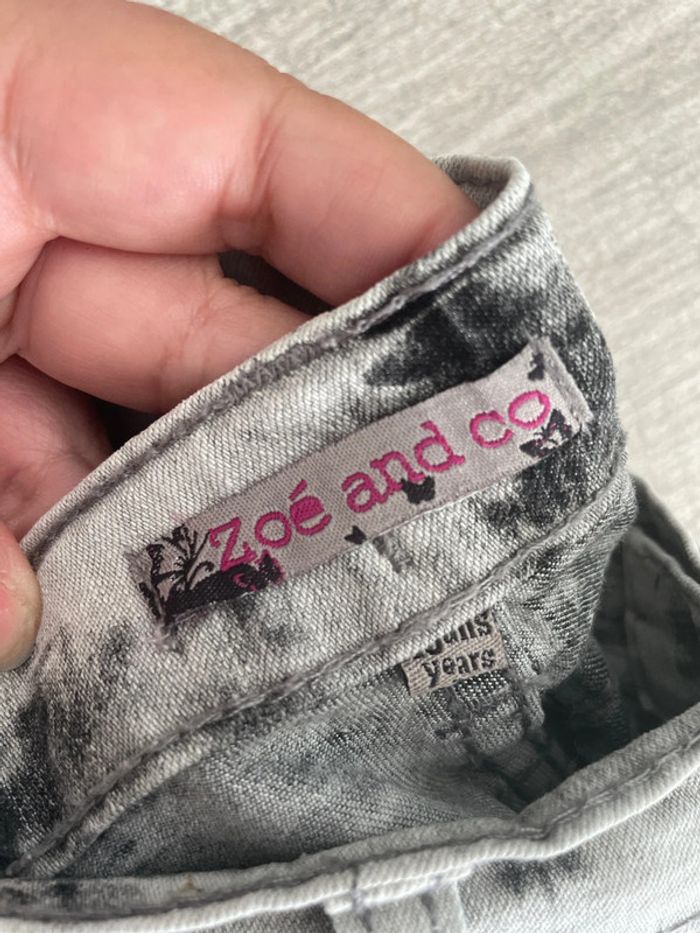 Zoé and co
years